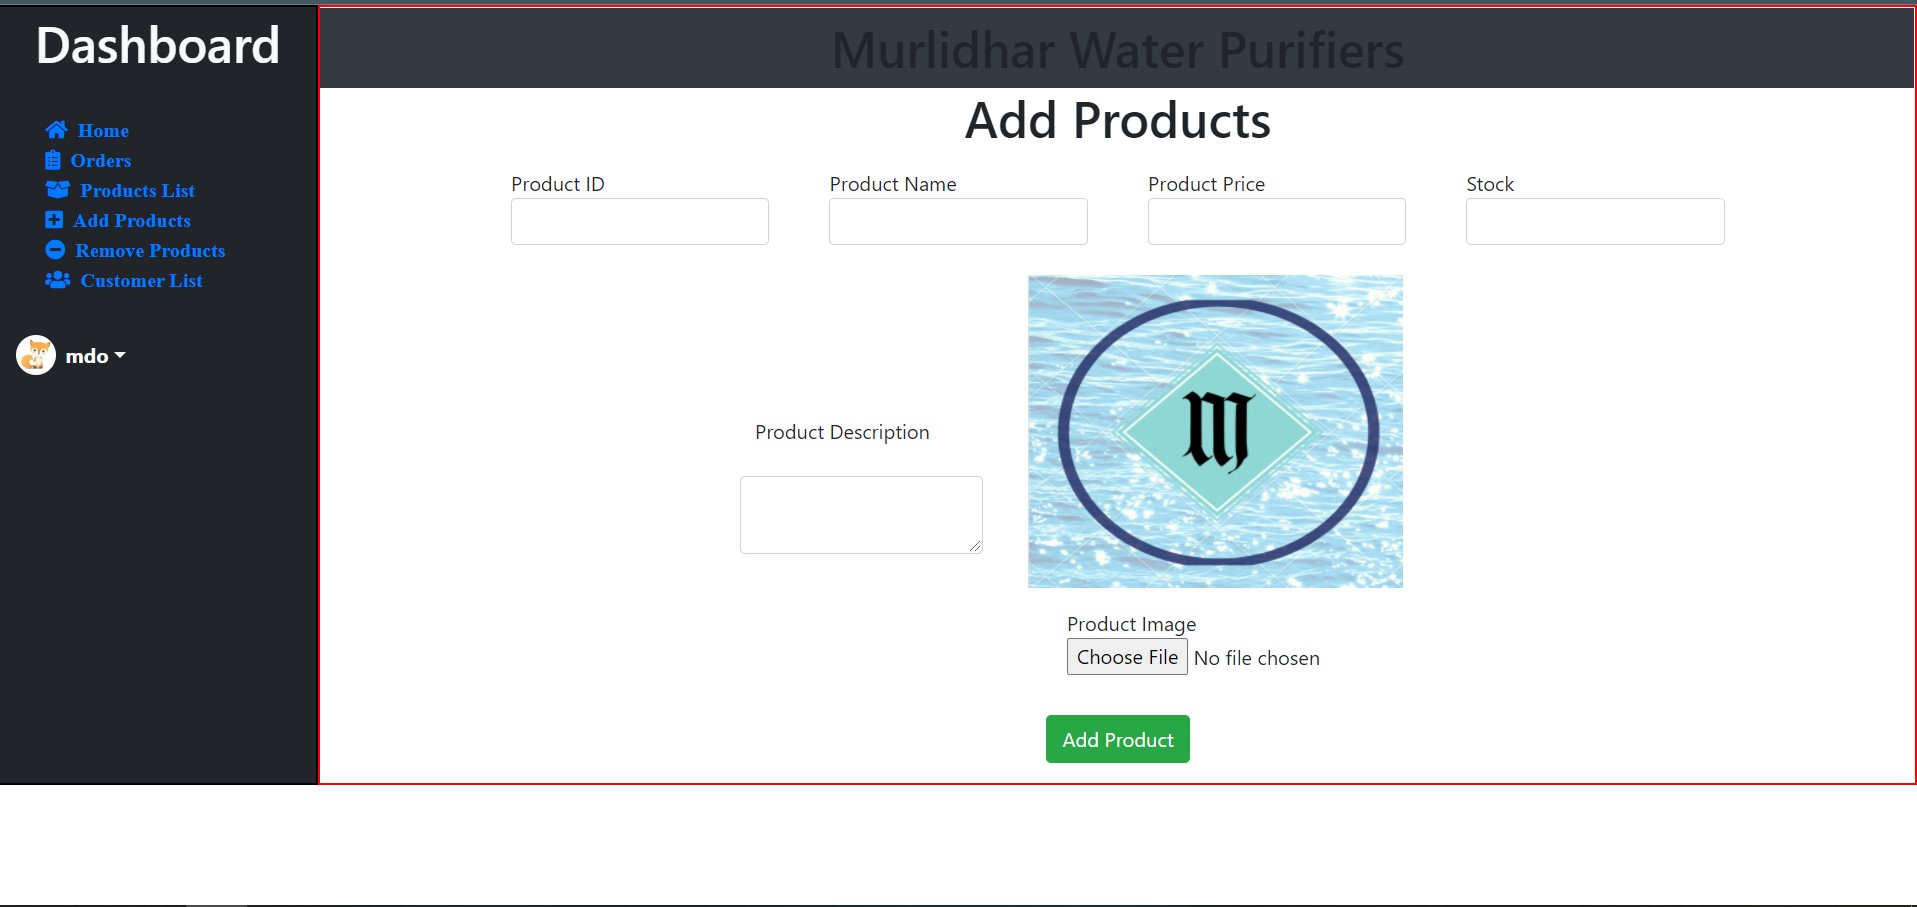 Dashboard
Home
Orders
Products List
Add Products
Remove Products
Customer List
mdo
Murlidhar Water Purifiers
Add Products
Product ID
Product Name
Product Price
Stock
Product Description
M
Product Image
Choose File No file chosen
Add Product